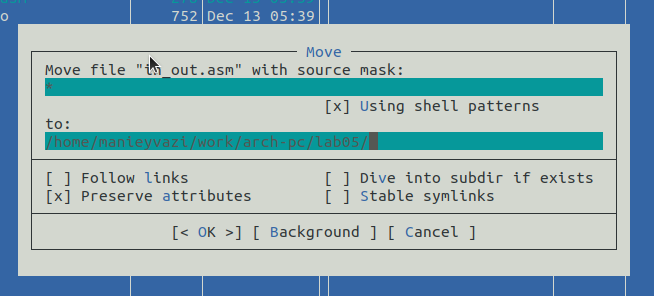 o 752 Dec 13 05:39
Move
Move file "in_out.asm" with source mask:
*
[x] Using shell patterns
to:
/home/manieyvazi/work/arch-pc/lab05/
[ ] Follow links [ ] Dive into subdir if exists
[x] Preserve attributes [ ] Stable symlinks
[< OK >] [ Background ] [ Cancel ]